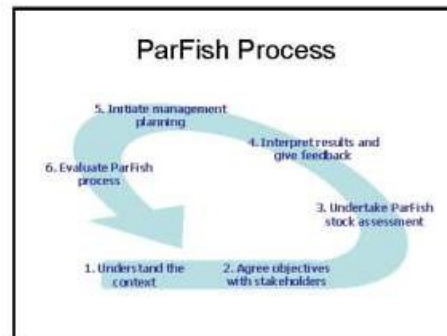 ParFish Process
5. Initiate management
planning
4. Interpret results and
give feedback
6. Evaluate ParFish
process
3. Undertake ParFish
stock assessment
1. Understand the
context
2. Agree objectives
with stakeholders